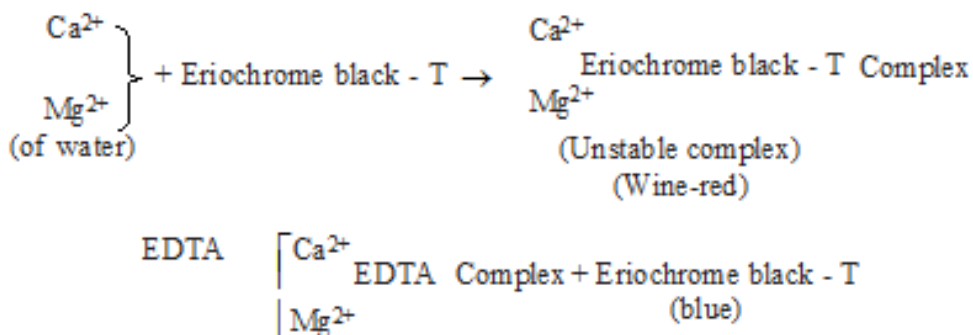 Ca²⁺ Ca²⁺
+ Eriochrome black - T → Eriochrome black - T Complex
Mg²⁺ Mg²⁺
(of water) (Unstable complex)
(Wine-red)
EDTA Ca²⁺
EDTA Complex + Eriochrome black - T
Mg²⁺ (blue)